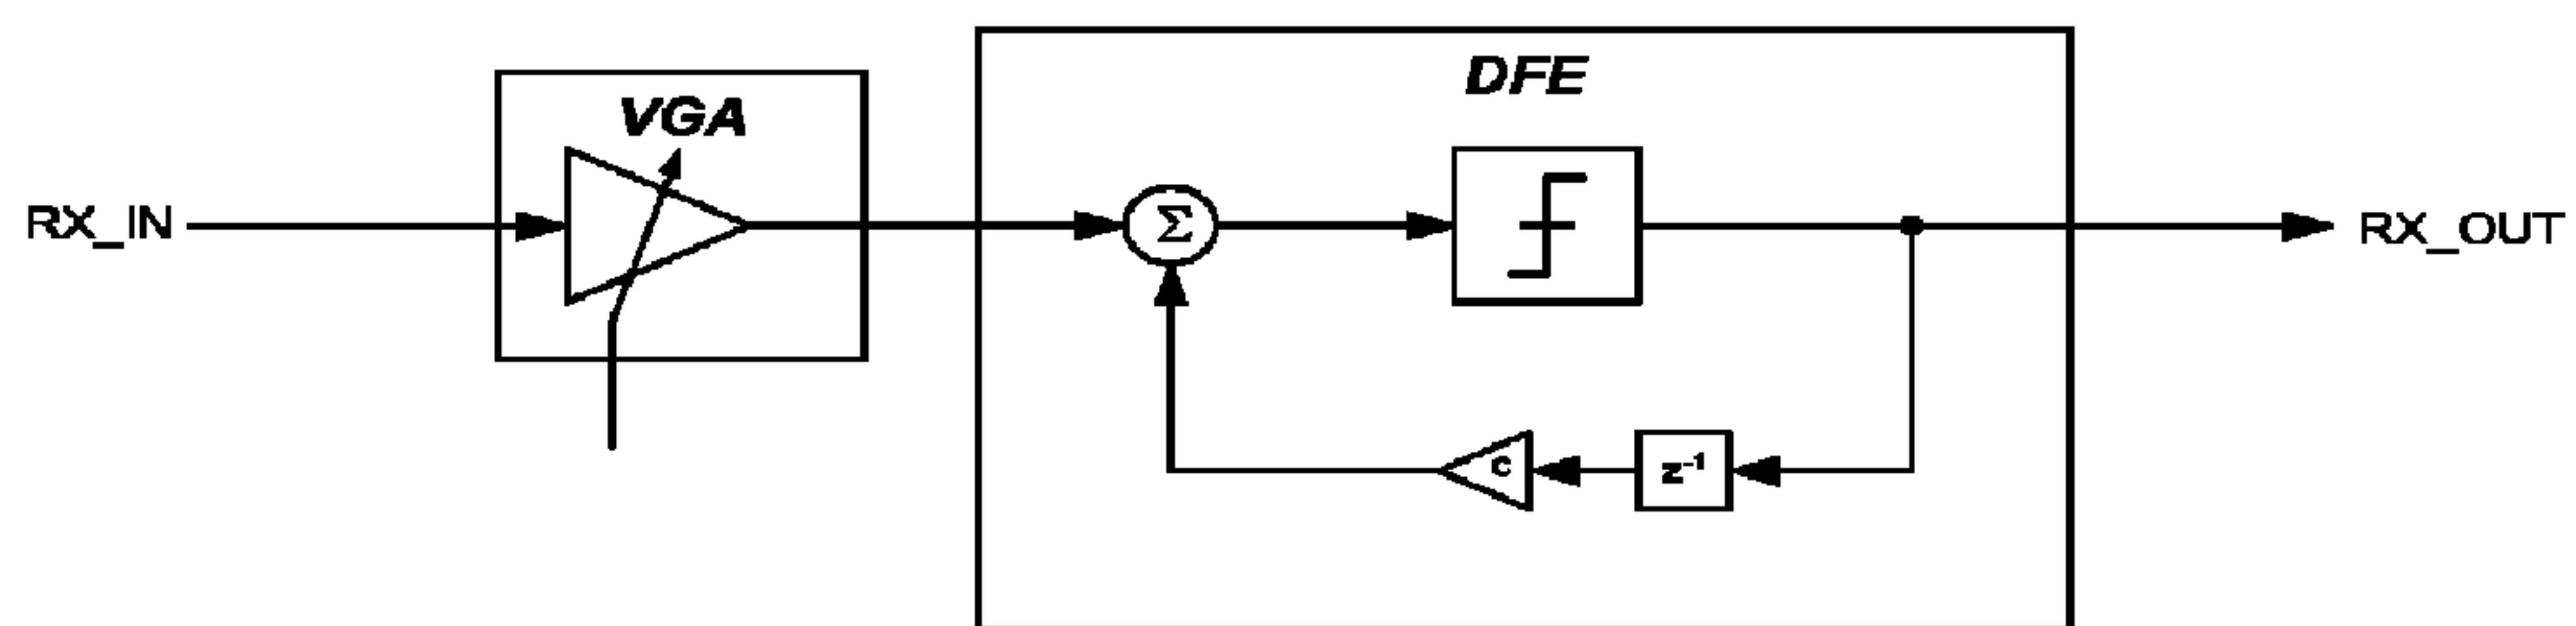 DFE
VGA
RX_IN
Σ
RX_OUT
c
z⁻¹